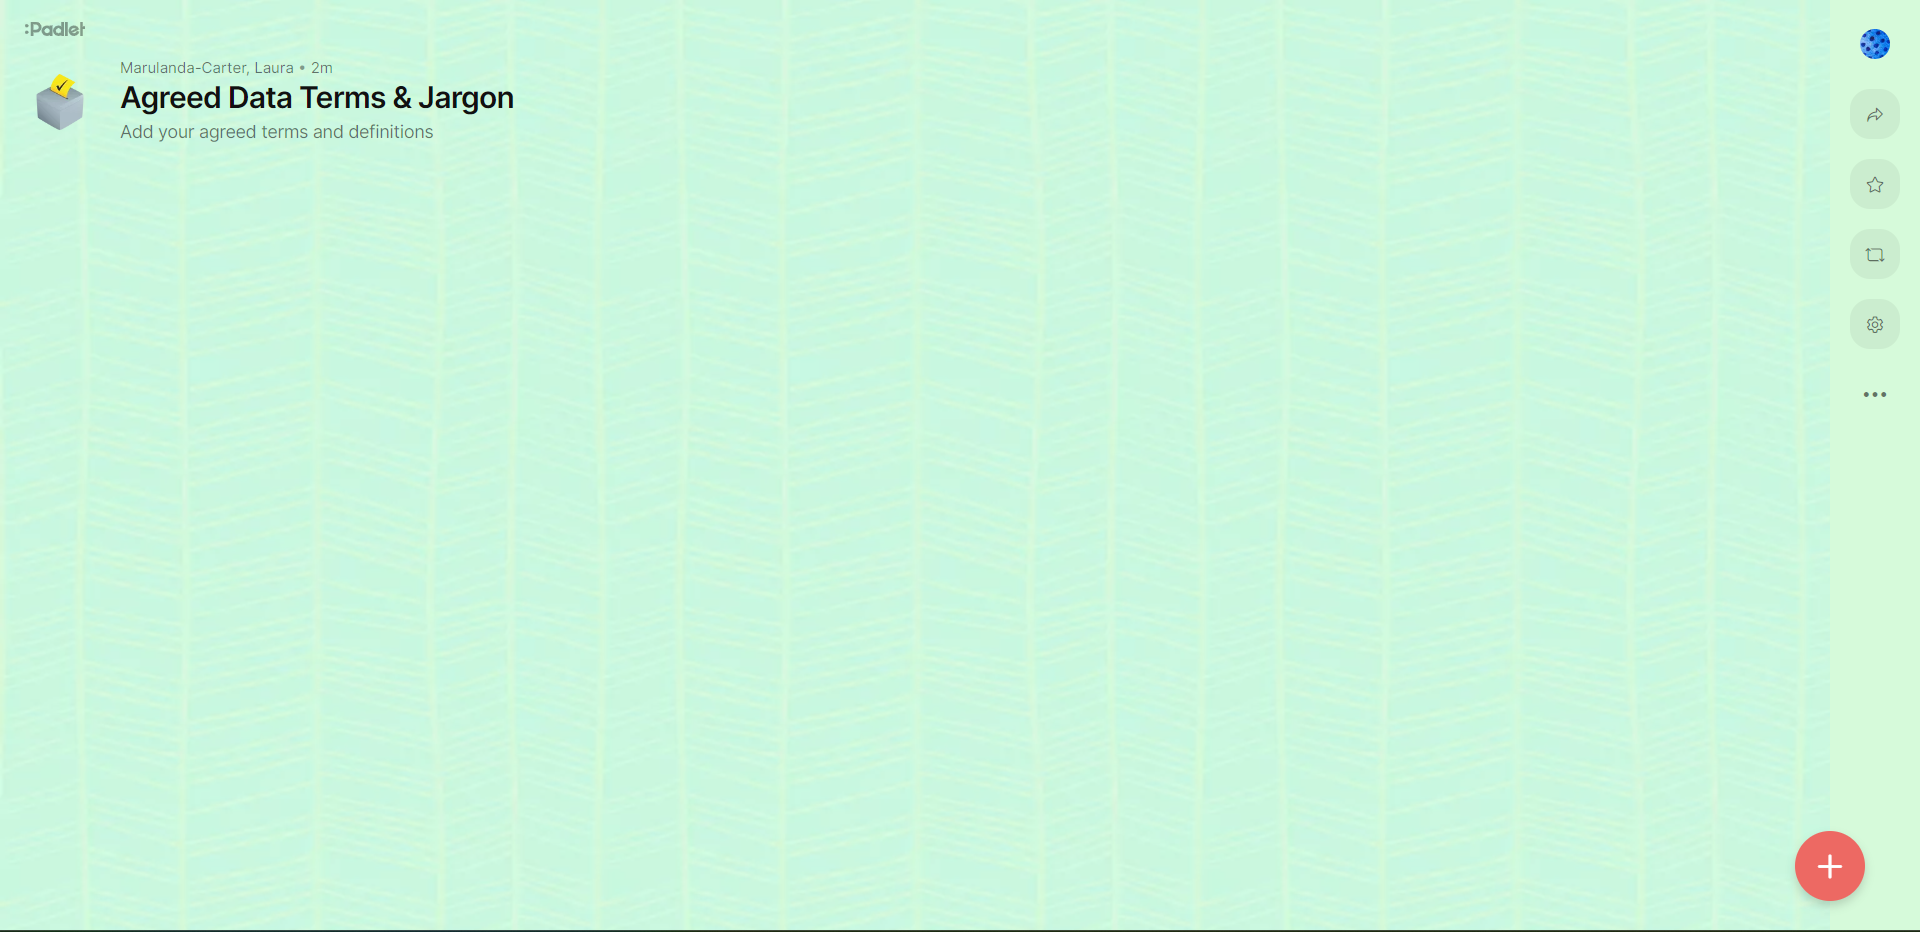 :Padlet
Marulanda-Carter, Laura • 2m
Agreed Data Terms & Jargon
Add your agreed terms and definitions